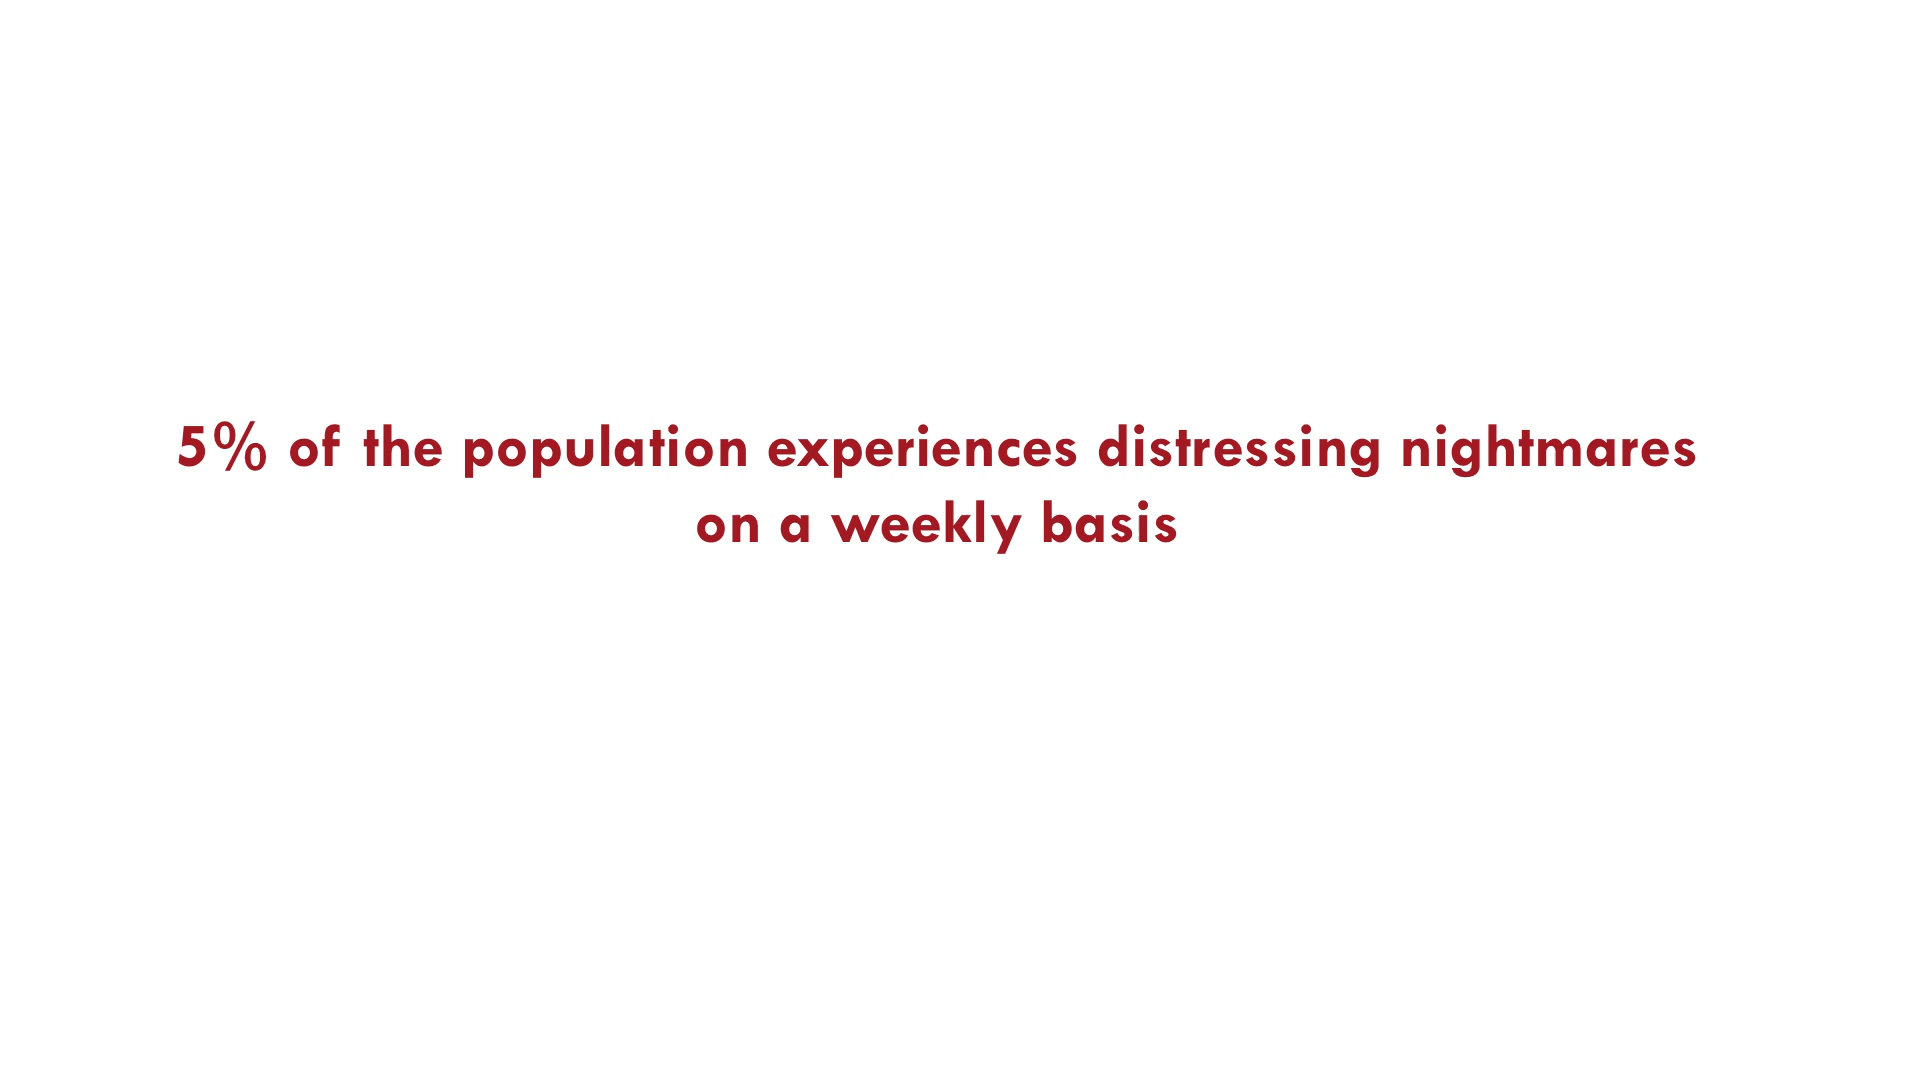 5% of the population experiences distressing nightmares
on a weekly basis